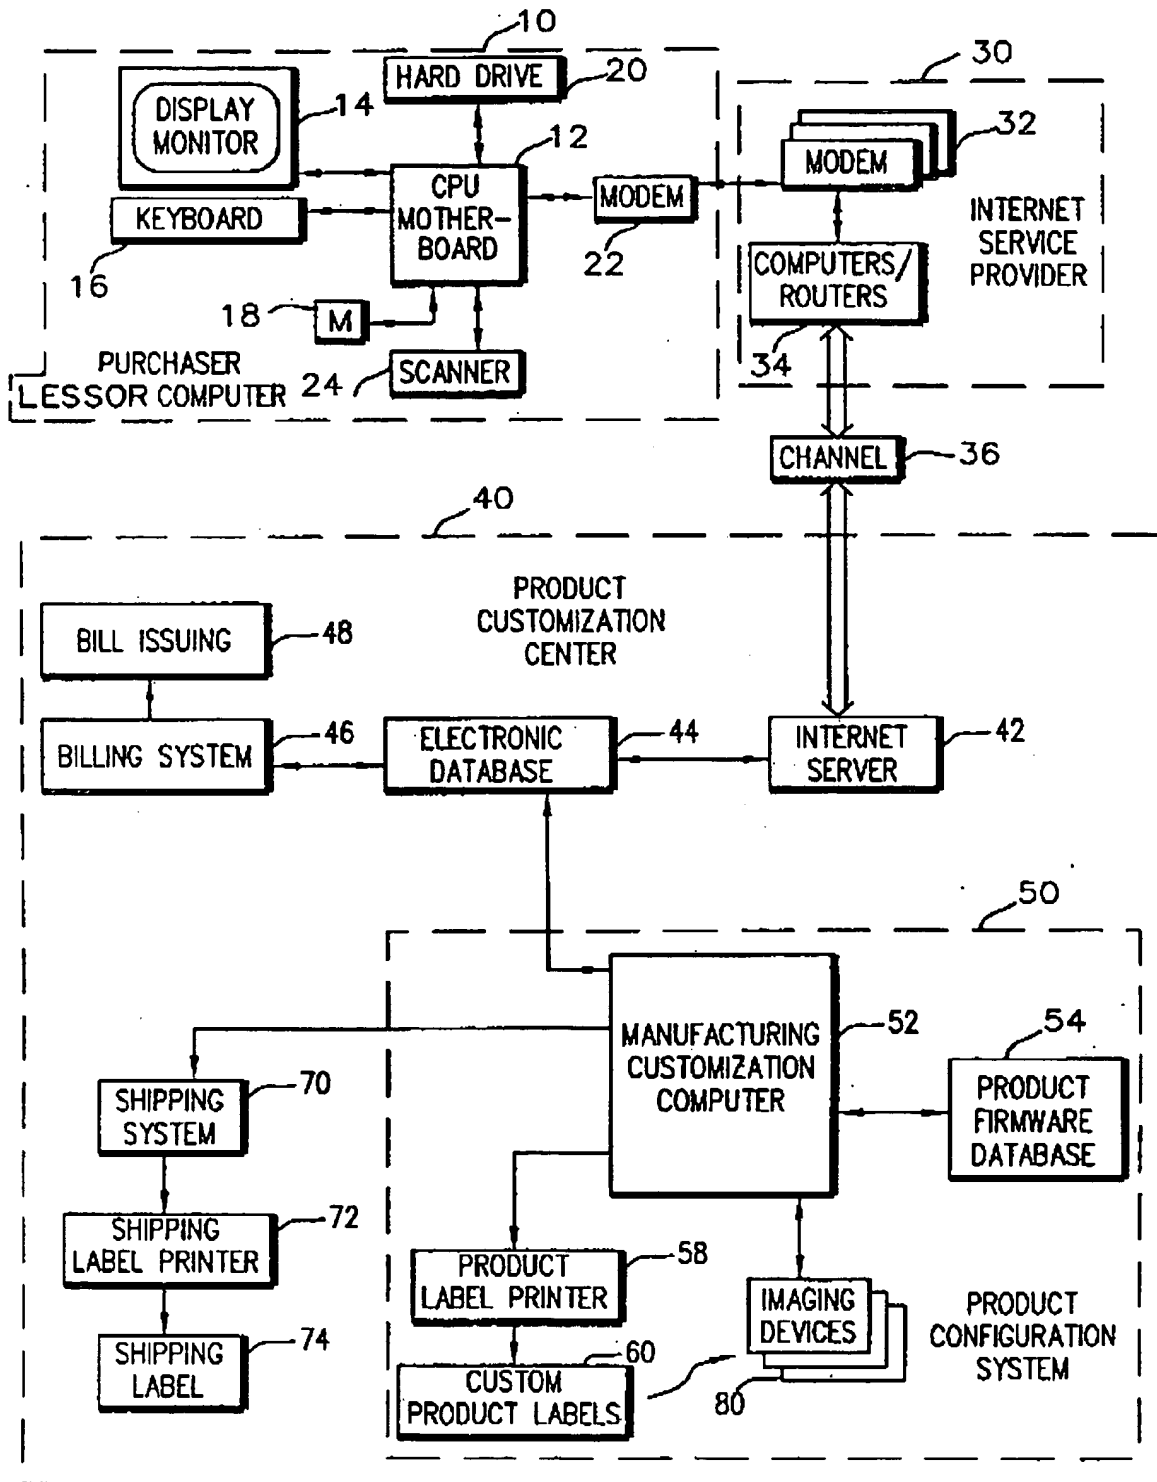 10
HARD DRIVE
20
DISPLAY
MONITOR
14
12
CPU
MOTHER-
BOARD
KEYBOARD
16
MODEM
22
18
M
24
SCANNER
PURCHASER
LESSOR COMPUTER
30
32
MODEM
INTERNET
SERVICE
PROVIDER
COMPUTERS/
ROUTERS
34
CHANNEL
36
40
PRODUCT
CUSTOMIZATION
CENTER
BILL ISSUING
48
BILLING SYSTEM
46
ELECTRONIC
DATABASE
44
INTERNET
SERVER
42
50
MANUFACTURING
CUSTOMIZATION
COMPUTER
52
54
PRODUCT
FIRMWARE
DATABASE
SHIPPING
SYSTEM
70
SHIPPING
LABEL PRINTER
72
SHIPPING
LABEL
74
PRODUCT
LABEL PRINTER
58
60
CUSTOM
PRODUCT LABELS
IMAGING
DEVICES
80
PRODUCT
CONFIGURATION
SYSTEM